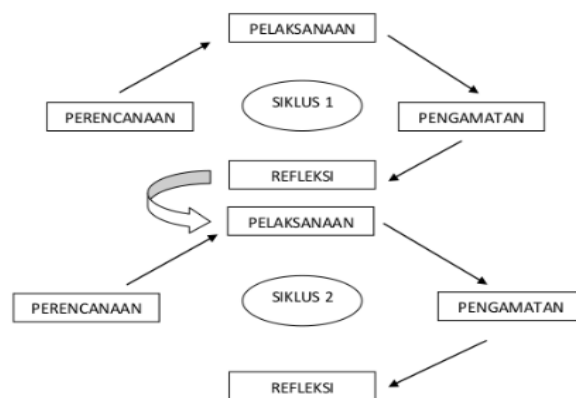 PELAKSANAAN
SIKLUS 1
PERENCANAAN
PENGAMATAN
REFLEKSI
PELAKSANAAN
SIKLUS 2
PERENCANAAN
PENGAMATAN
REFLEKSI